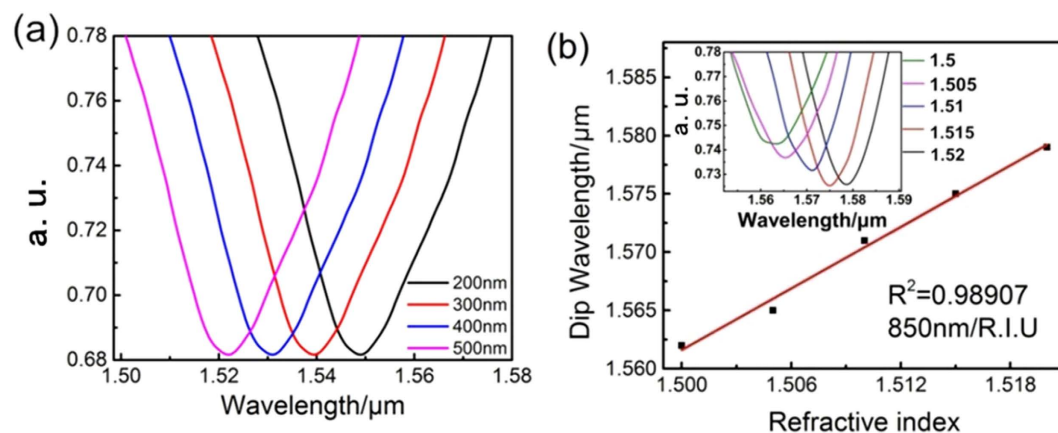 (a)
0.78
0.76
0.74
0.72
0.70
0.68
a. u.
1.50
1.52
1.54
1.56
1.58
Wavelength/μm
200nm
300nm
400nm
500nm
(b)
1.585
1.580
1.575
1.570
1.565
1.560
Dip Wavelength/μm
1.500
1.506
1.512
1.518
Refractive index
0.78
0.77
0.76
0.75
0.74
0.73
a. u.
1.56
1.57
1.58
1.59
Wavelength/μm
1.5
1.505
1.51
1.515
1.52
R²=0.98907
850nm/R.I.U